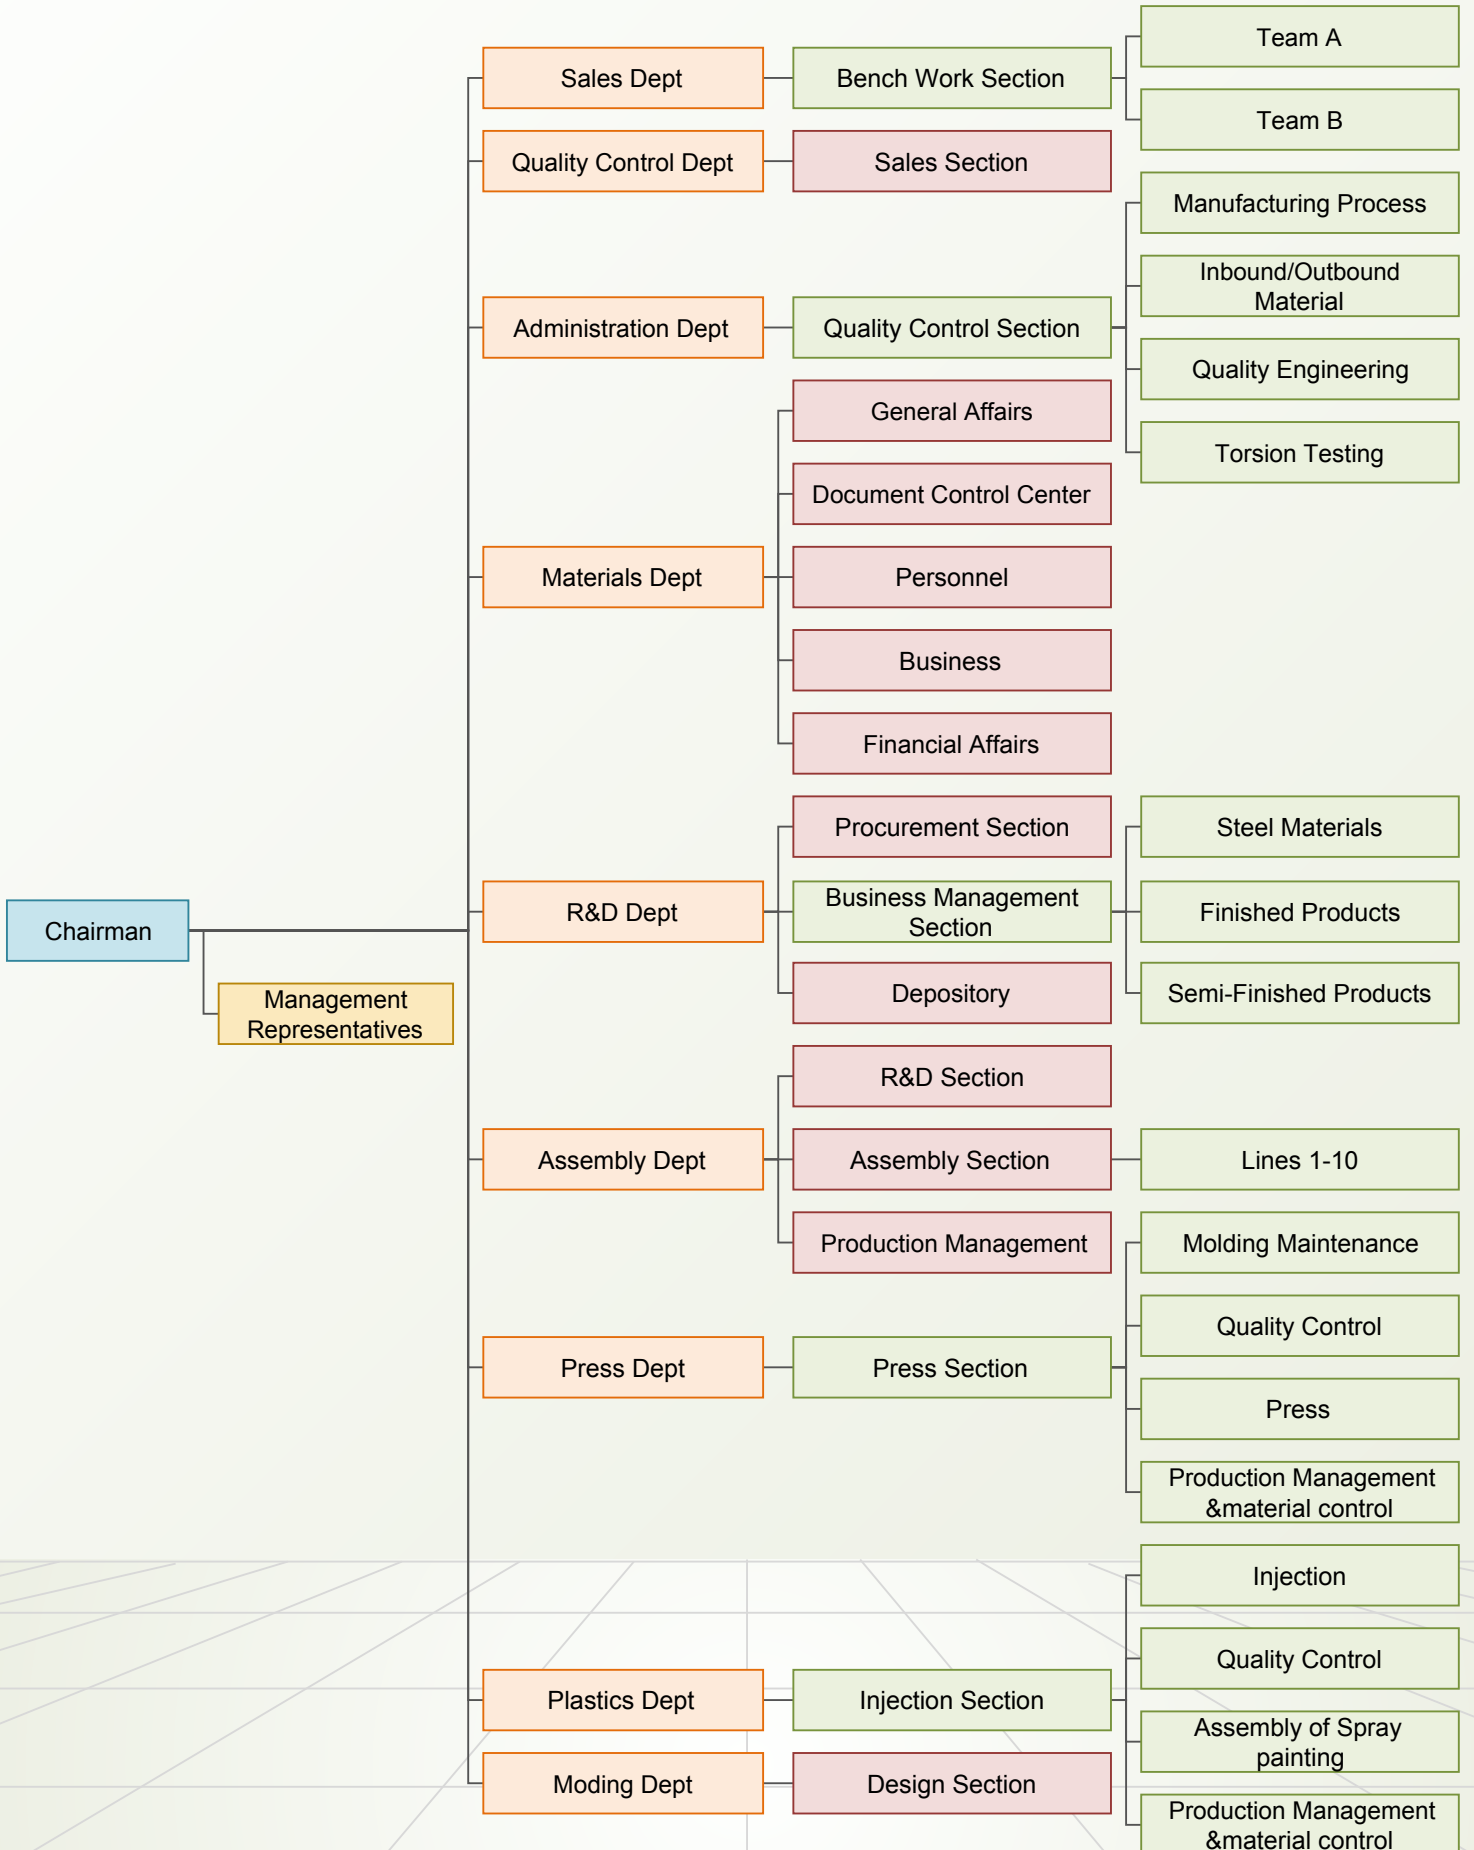 Chairman
Management
Representatives
Sales Dept
Bench Work Section
Team A
Team B
Quality Control Dept
Sales Section
Administration Dept
Quality Control Section
Manufacturing Process
Inbound/Outbound
Material
Quality Engineering
Torsion Testing
Materials Dept
General Affairs
Document Control Center
Personnel
Business
Financial Affairs
R&D Dept
Procurement Section
Business Management
Section
Depository
Steel Materials
Finished Products
Semi-Finished Products
Assembly Dept
R&D Section
Assembly Section
Production Management
Lines 1-10
Press Dept
Press Section
Molding Maintenance
Quality Control
Press
Production Management
&material control
Plastics Dept
Injection Section
Injection
Quality Control
Assembly of Spray
painting
Production Management
&material control
Moding Dept
Design Section